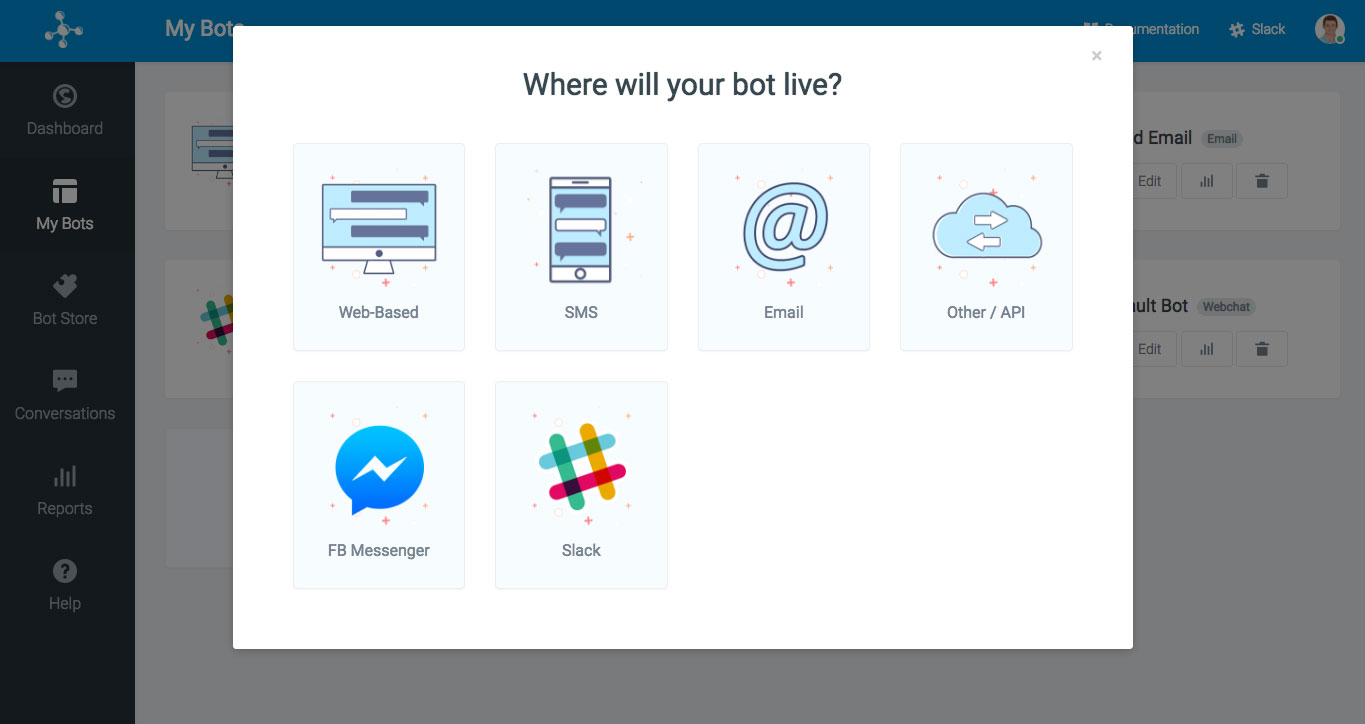 My Bots
Documentation
Slack
Dashboard
My Bots
Bot Store
Conversations
Reports
Help
×
Where will your bot live?
Web-Based
SMS
Email
Other / API
FB Messenger
Slack
Email Email
Edit
Bot Webchat
Edit